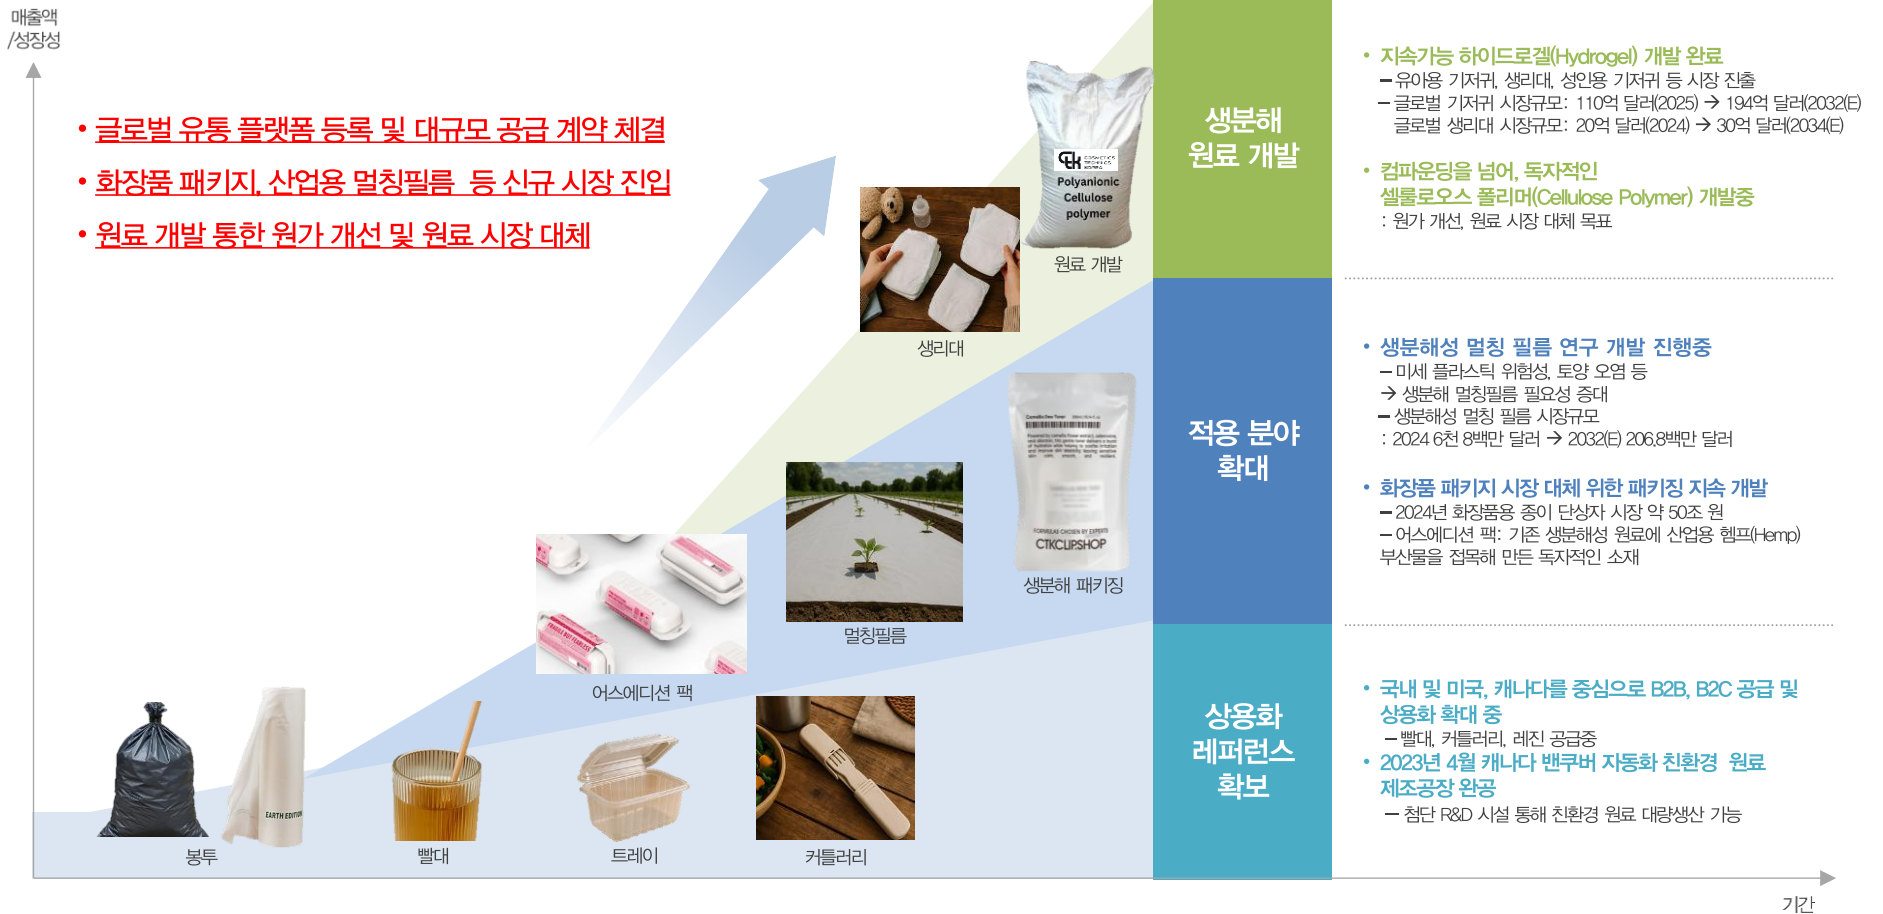 매출액
/성장성
• 글로벌 유통 플랫폼 등록 및 대규모 공급 계약 체결
• 화장품 패키지, 산업용 멀칭필름 등 신규 시장 진입
• 원료 개발 통한 원가 개선 및 원료 시장 대체
COSMETICS
TECHNICS
KOREA
Polyanionic
Cellulose
polymer
원료 개발
생리대
CTKCLIP.SHOP
생분해 패키징
멀칭필름
어스에디션 팩
EARTH EDITION
봉투
빨대
트레이
커틀러리
생분해
원료 개발
• 지속가능 하이드로겔(Hydrogel) 개발 완료
– 유아용 기저귀, 생리대, 성인용 기저귀 등 시장 진출
– 글로벌 기저귀 시장규모: 110억 달러(2025) → 194억 달러(2032(E)
글로벌 생리대 시장규모: 20억 달러(2024) → 30억 달러(2034(E)
• 컴파운딩을 넘어, 독자적인
셀룰로오스 폴리머(Cellulose Polymer) 개발중
: 원가 개선, 원료 시장 대체 목표
적용 분야
확대
• 생분해성 멀칭 필름 연구 개발 진행중
– 미세 플라스틱 위험성, 토양 오염 등
→ 생분해 멀칭필름 필요성 증대
– 생분해성 멀칭 필름 시장규모
: 2024 6천 8백만 달러 → 2032(E) 206.8백만 달러
• 화장품 패키지 시장 대체 위한 패키징 지속 개발
– 2024년 화장품용 종이 단상자 시장 약 50조 원
– 어스에디션 팩: 기존 생분해성 원료에 산업용 헴프(Hemp)
부산물을 접목해 만든 독자적인 소재
상용화
레퍼런스
확보
• 국내 및 미국, 캐나다를 중심으로 B2B, B2C 공급 및
상용화 확대 중
– 빨대, 커틀러리, 레진 공급중
• 2023년 4월 캐나다 밴쿠버 자동화 친환경 원료
제조공장 완공
– 첨단 R&D 시설 통해 친환경 원료 대량생산 가능
기간